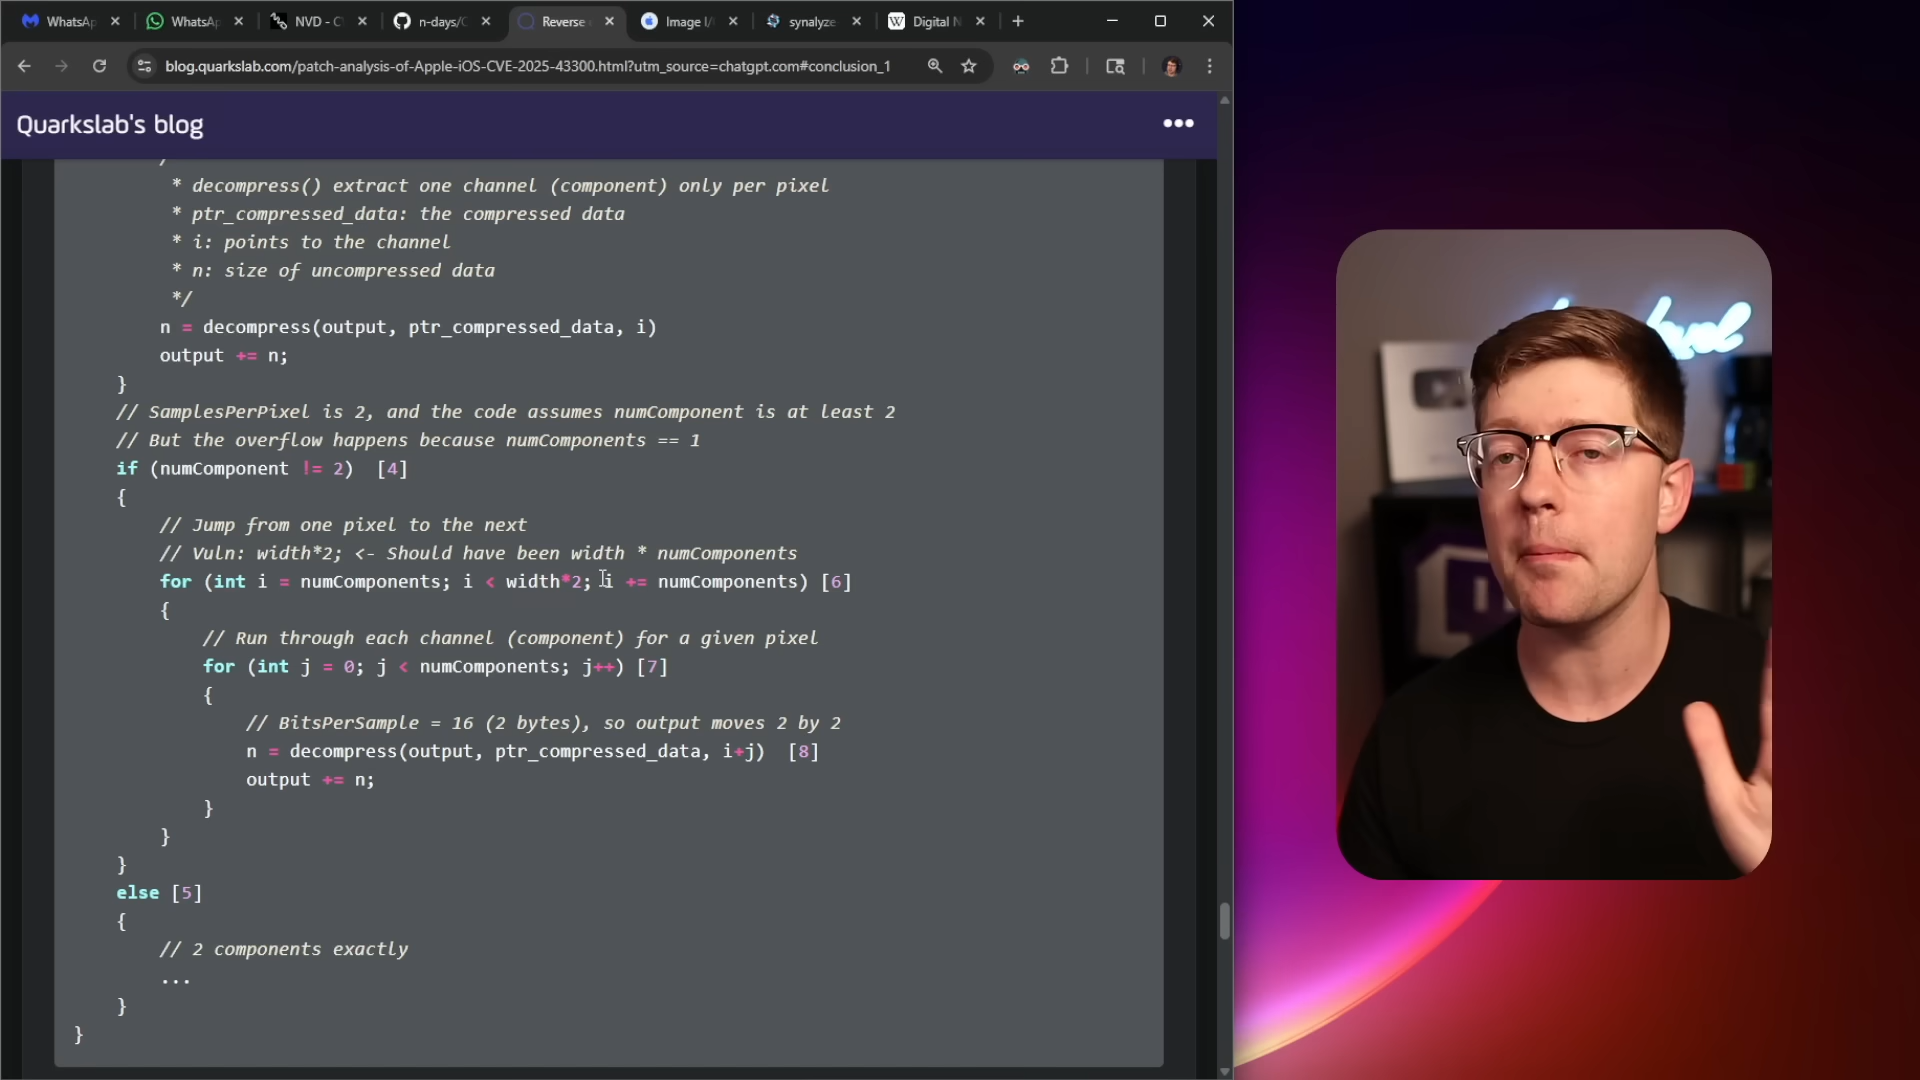 WhatsAp
WhatsAp
NVD - C
n-days/C
Reverse
Image I/
synalyze
Digital N
blog.quarkslab.com/patch-analysis-of-Apple-iOS-CVE-2025-43300.html?utm_source=chatgpt.com#conclusion_1
Quarkslab's blog
* decompress() extract one channel (component) only per pixel
* ptr_compressed_data: the compressed data
* i: points to the channel
* n: size of uncompressed data
*/
n = decompress(output, ptr_compressed_data, i)
output += n;
}
// SamplesPerPixel is 2, and the code assumes numComponent is at least 2
// But the overflow happens because numComponents == 1
if (numComponent != 2) [4]
{
// Jump from one pixel to the next
// Vuln: width*2; <- Should have been width * numComponents
for (int i = numComponents; i < width*2; i += numComponents) [6]
{
// Run through each channel (component) for a given pixel
for (int j = 0; j < numComponents; j++) [7]
{
// BitsPerSample = 16 (2 bytes), so output moves 2 by 2
n = decompress(output, ptr_compressed_data, i+j) [8]
output += n;
}
}
}
else [5]
{
// 2 components exactly
...
}
}